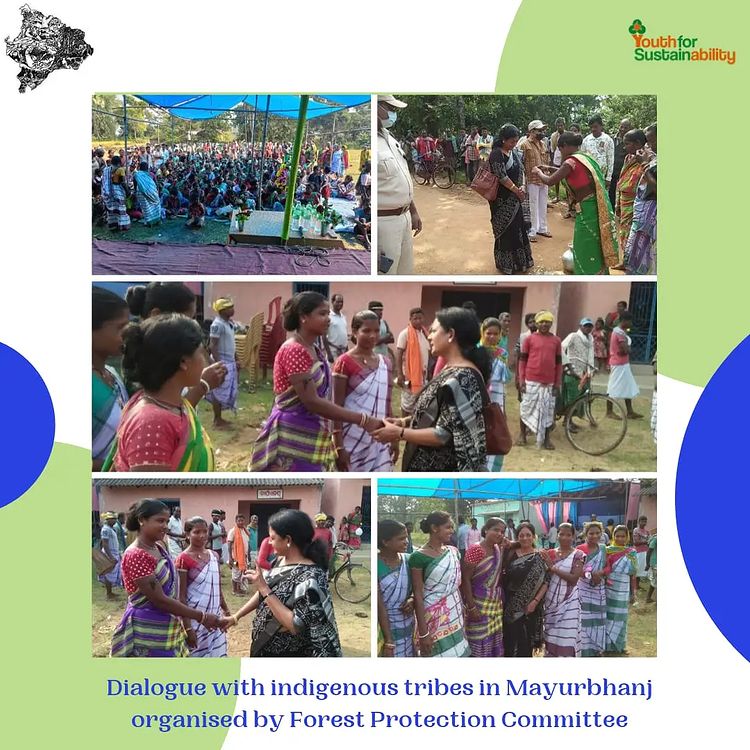 Youth for
Sustainability
Dialogue with indigenous tribes in Mayurbhanj
organised by Forest Protection Committee